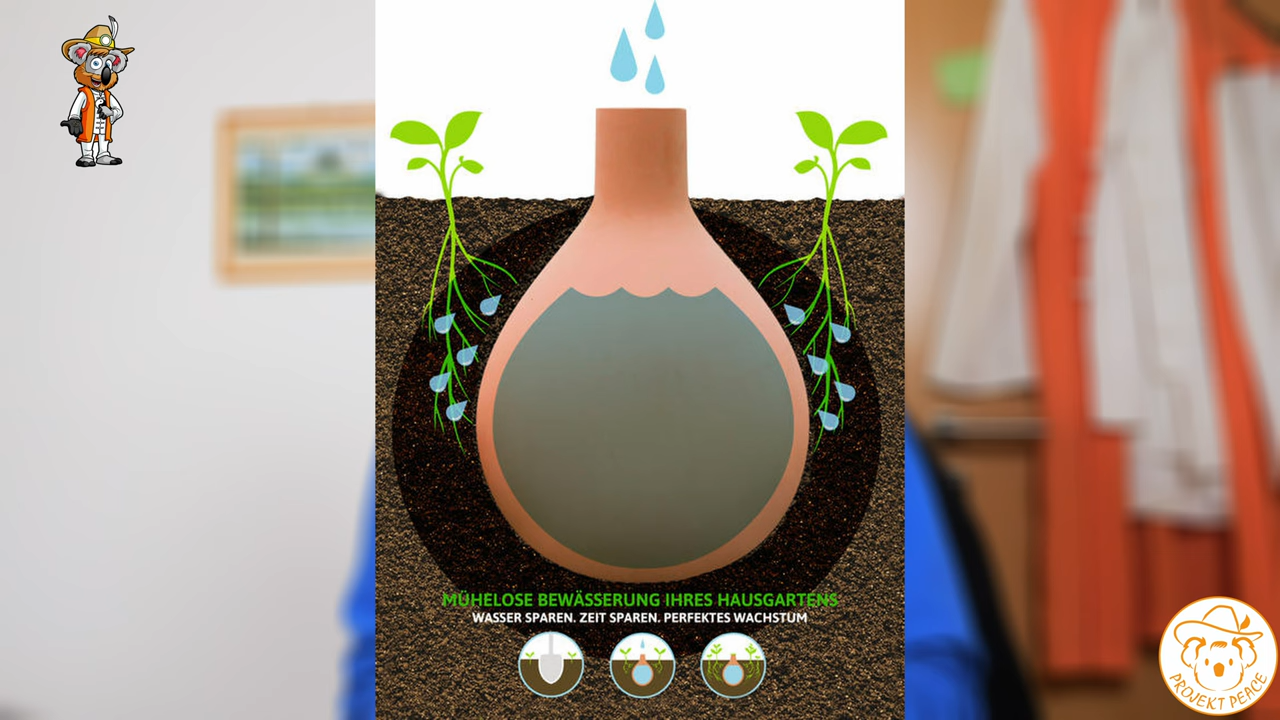 MÜHELOSE BEWÄSSERUNG IHRES HAUSGARTENS
WASSER SPAREN. ZEIT SPAREN. PERFEKTES WACHSTUM
PROJEKT PEACE